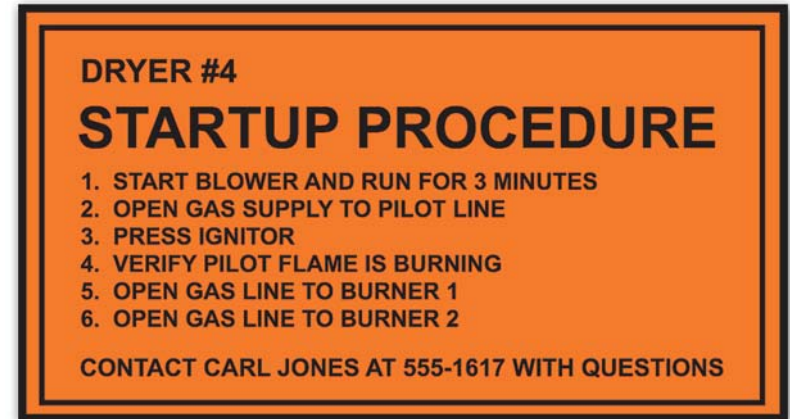 DRYER #4
STARTUP PROCEDURE
1. START BLOWER AND RUN FOR 3 MINUTES
2. OPEN GAS SUPPLY TO PILOT LINE
3. PRESS IGNITOR
4. VERIFY PILOT FLAME IS BURNING
5. OPEN GAS LINE TO BURNER 1
6. OPEN GAS LINE TO BURNER 2
CONTACT CARL JONES AT 555-1617 WITH QUESTIONS